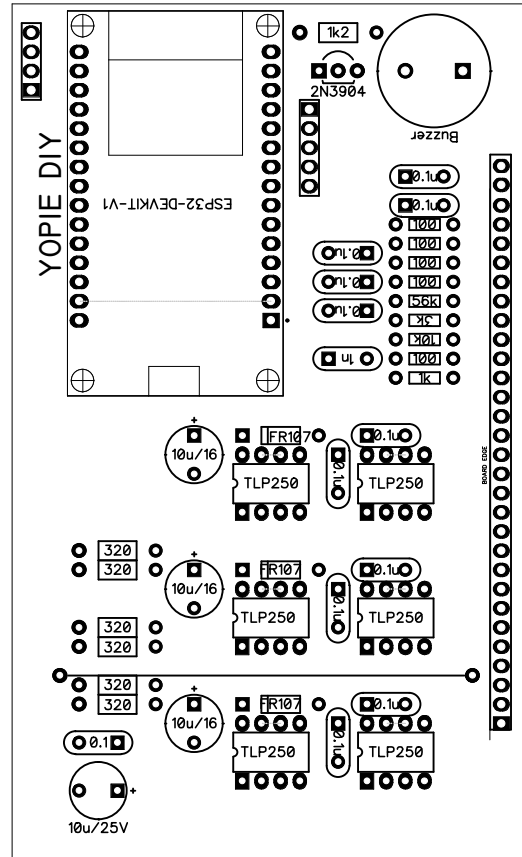 1k2
2N3904
Buzzer
YOPIE DIY
ESP32-DEVKIT-V1
0.1u
0.1u
100
100
100
100
56k
3k
10k
100
1k
0.1u
0.1u
0.1u
1n
BOARD EDGE
+
10u/16
FR107
0.1u
TLP250
0.1u
TLP250
320
320
+
10u/16
FR107
0.1u
TLP250
0.1u
TLP250
320
320
320
320
+
10u/16
FR107
0.1u
TLP250
0.1u
TLP250
0.1
+
10u/25V